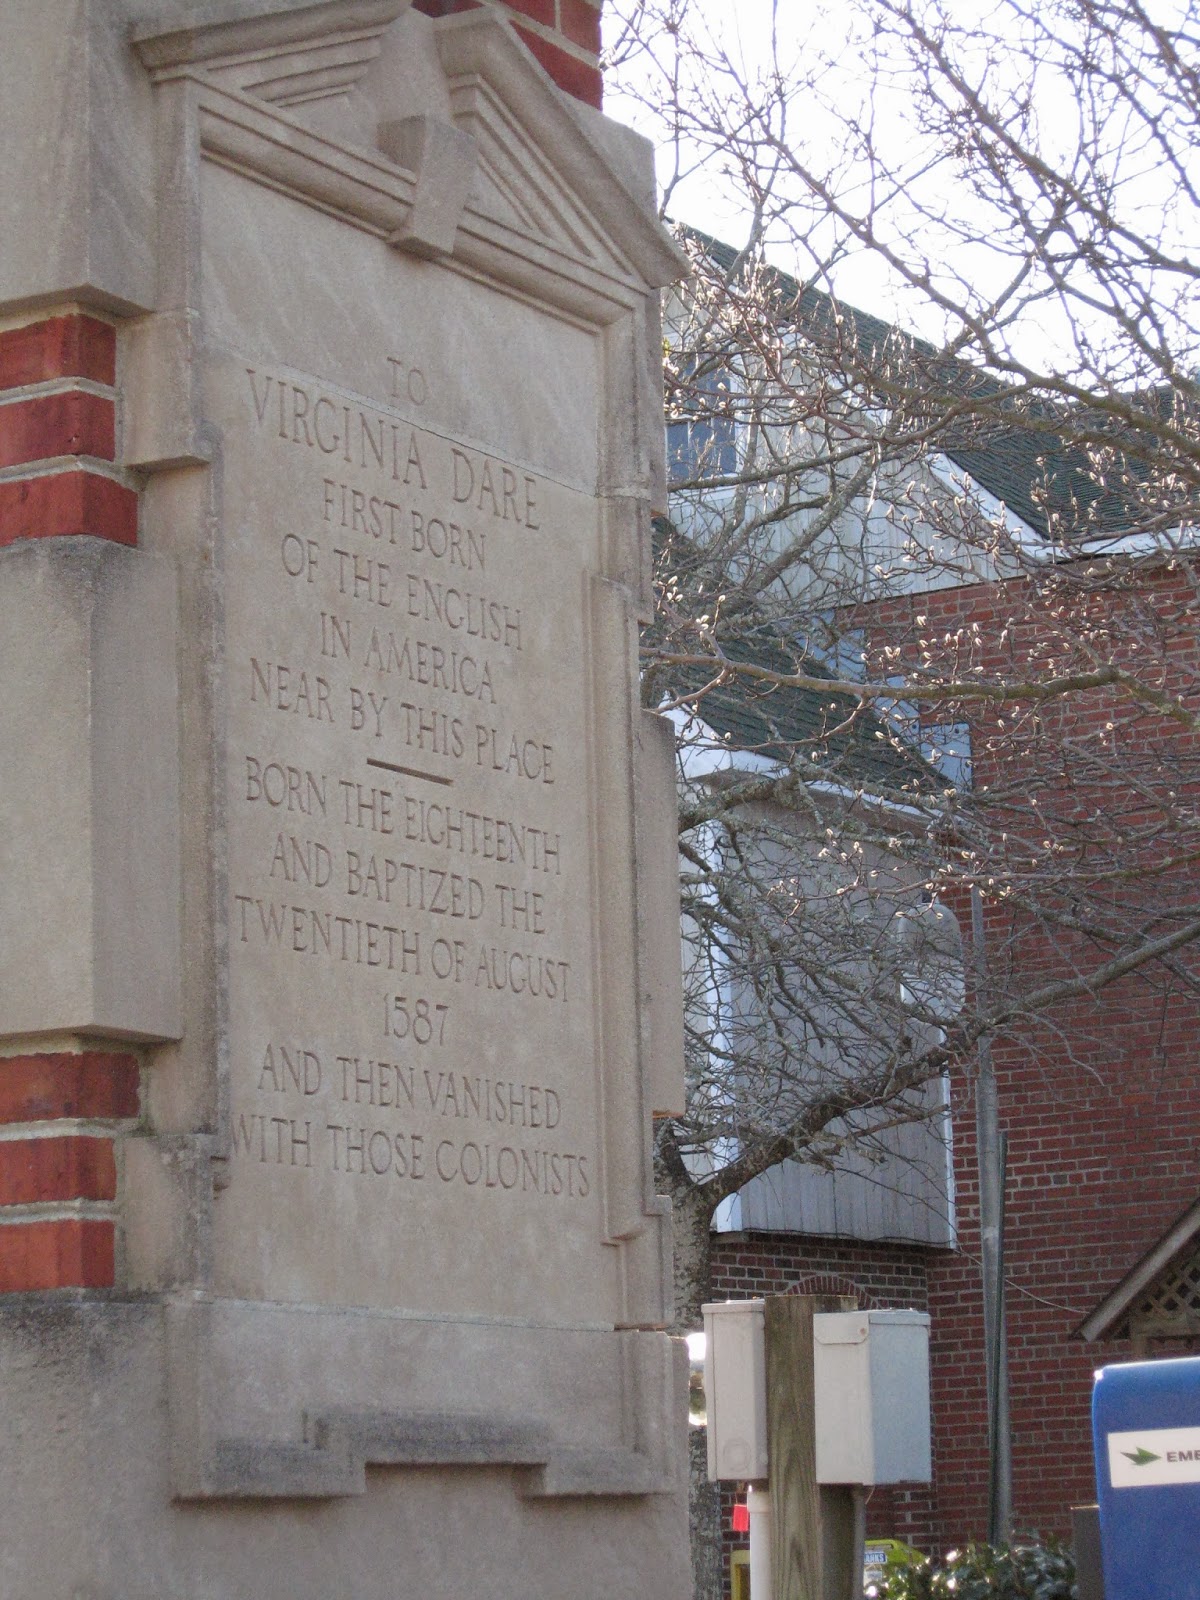 TO
VIRGINIA DARE
FIRST BORN
OF THE ENGLISH
IN AMERICA
NEAR BY THIS PLACE
BORN THE EIGHTEENTH
AND BAPTIZED THE
TWENTIETH OF AUGUST
1587
AND THEN VANISHED
WITH THOSE COLONISTS
EMB